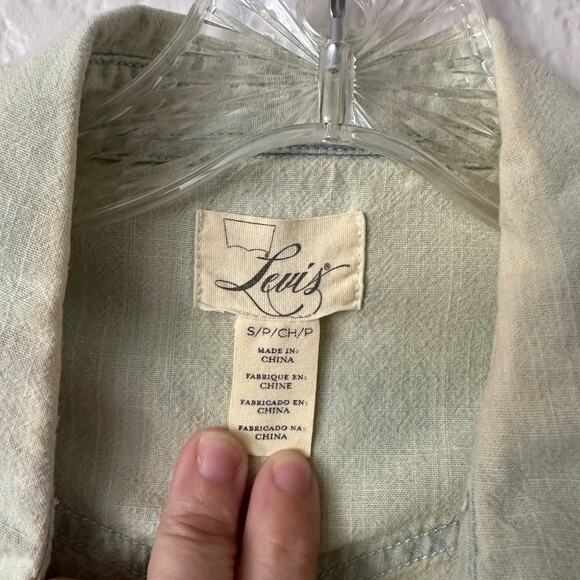 Levi's®
S/P/CH/P
MADE IN:
CHINA
FABRIQUE EN:
CHINE
FABRICADO EN:
CHINA
FABRICADO NA:
CHINA